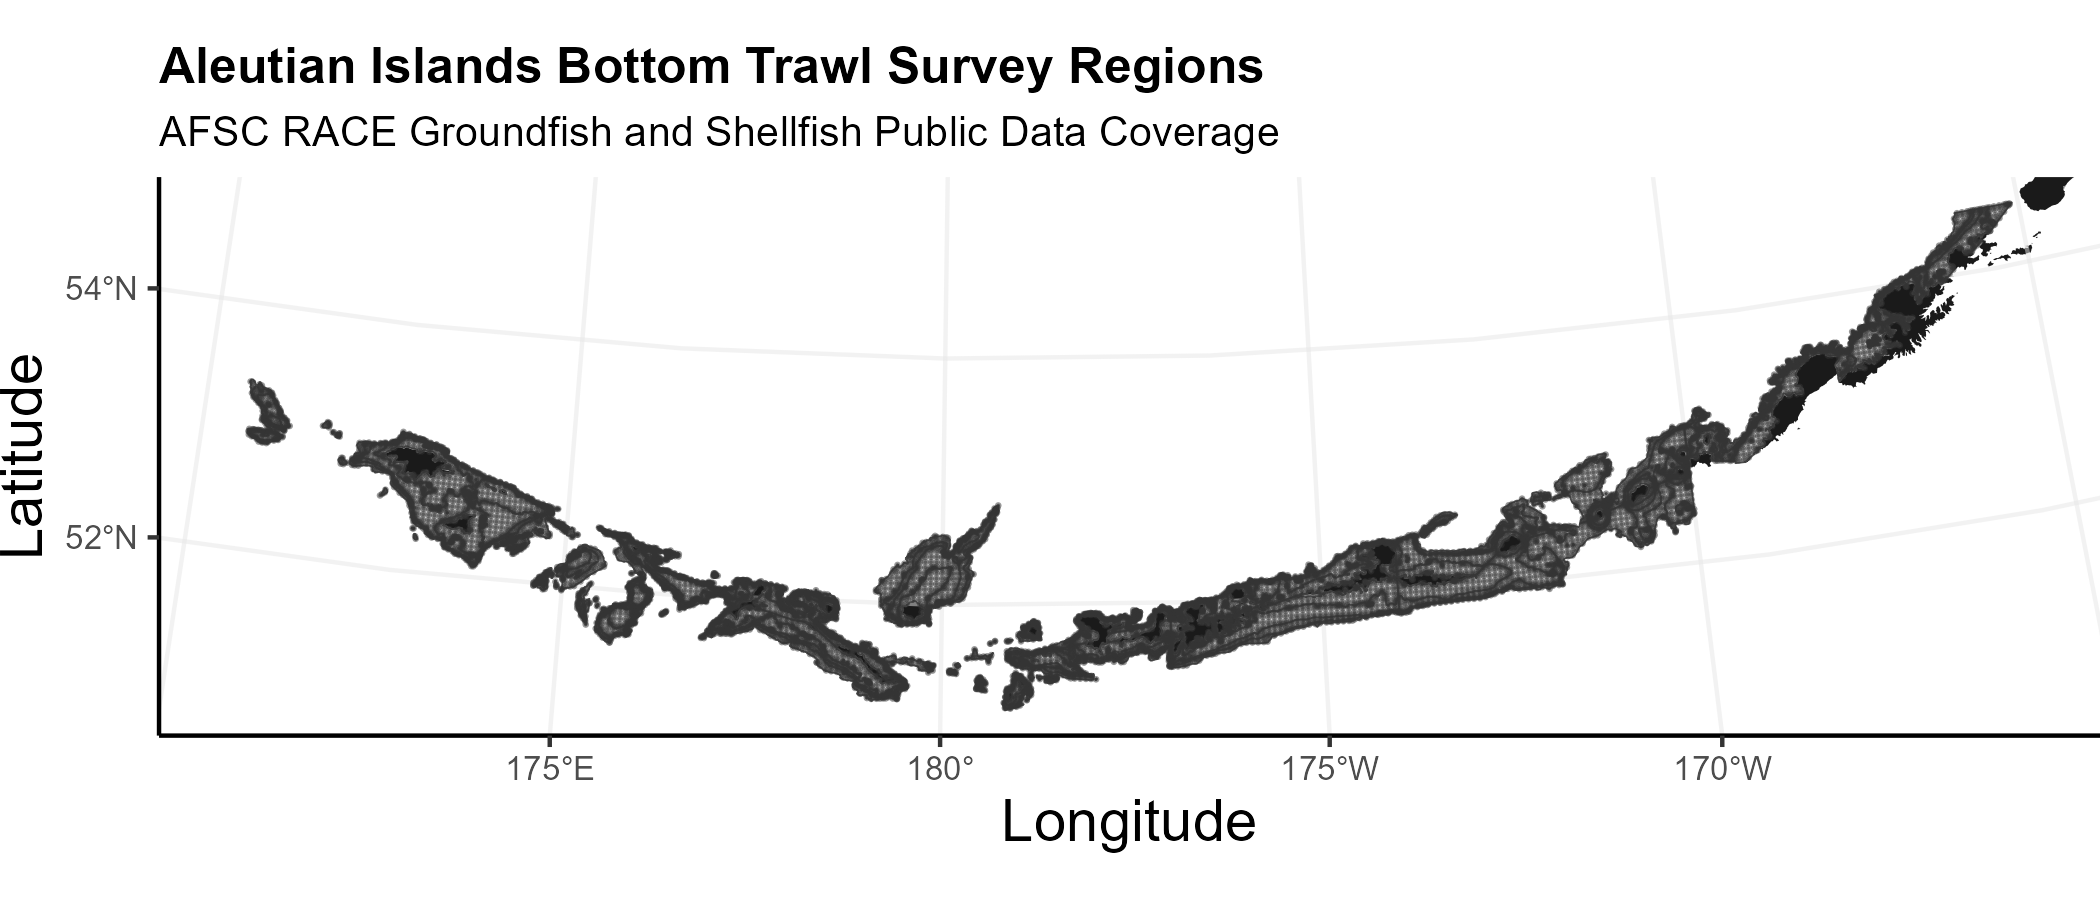 Aleutian Islands Bottom Trawl Survey Regions
AFSC RACE Groundfish and Shellfish Public Data Coverage
54°N
52°N
Latitude
175°E
180°
175°W
170°W
Longitude